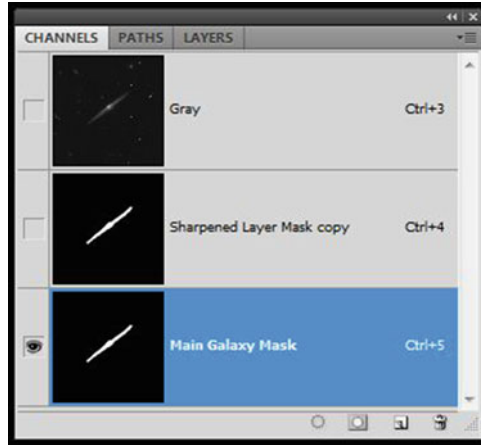 CHANNELS PATHS LAYERS
Gray Ctrl+3
Sharpened Layer Mask copy Ctrl+4
Main Galaxy Mask Ctrl+5